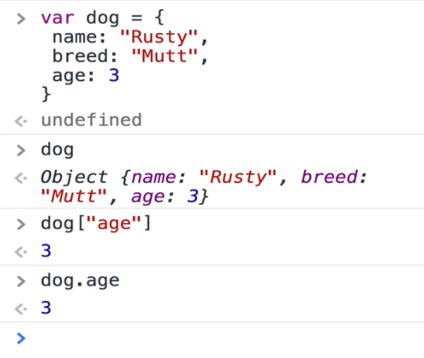 > var dog = {
name: "Rusty",
breed: "Mutt",
age: 3
}
<· undefined
> dog
<· Object {name: "Rusty", breed:
"Mutt", age: 3}
> dog["age"]
<· 3
> dog.age
<· 3
>